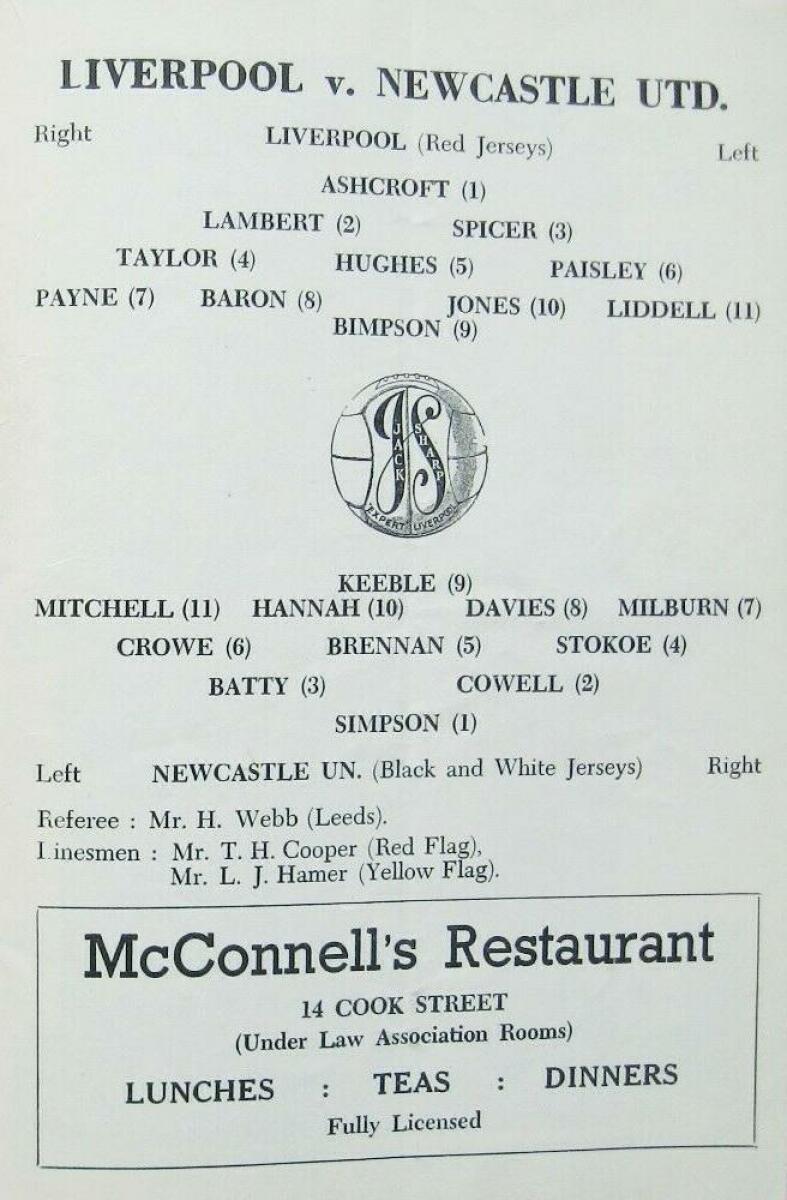 LIVERPOOL v. NEWCASTLE UTD.
Right LIVERPOOL (Red Jerseys) Left
ASHCROFT (1)
LAMBERT (2) SPICER (3)
TAYLOR (4) HUGHES (5) PAISLEY (6)
PAYNE (7) BARON (8) JONES (10) LIDDELL (11)
BIMPSON (9)
JS
JACK SHARP
"EXPERT" LIVERPOOL
KEEBLE (9)
MITCHELL (11) HANNAH (10) DAVIES (8) MILBURN (7)
CROWE (6) BRENNAN (5) STOKOE (4)
BATTY (3) COWELL (2)
SIMPSON (1)
Left NEWCASTLE UN. (Black and White Jerseys) Right
Referee : Mr. H. Webb (Leeds).
Linesmen : Mr. T. H. Cooper (Red Flag),
Mr. L. J. Hamer (Yellow Flag).
McConnell's Restaurant
14 COOK STREET
(Under Law Association Rooms)
LUNCHES : TEAS : DINNERS
Fully Licensed